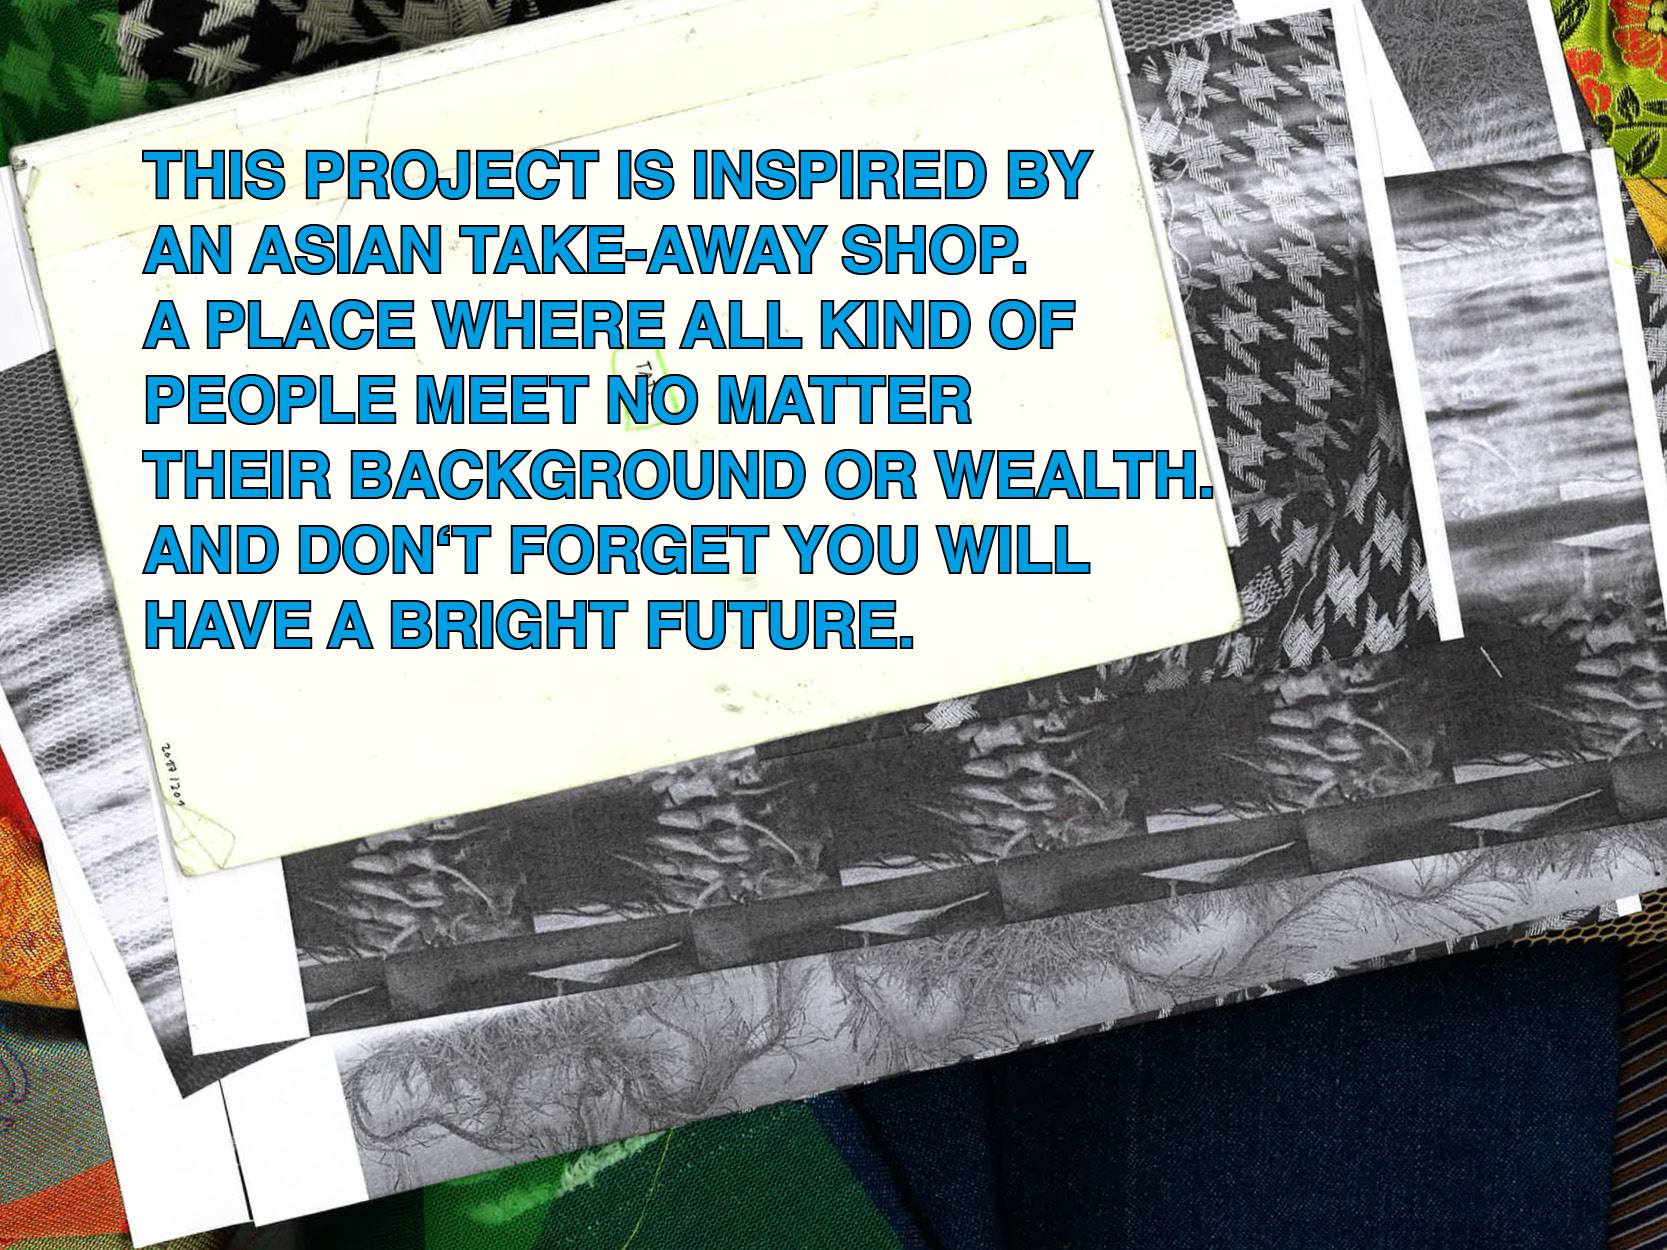 THIS PROJECT IS INSPIRED BY
AN ASIAN TAKE-AWAY SHOP.
A PLACE WHERE ALL KIND OF
PEOPLE MEET NO MATTER
THEIR BACKGROUND OR WEALTH.
AND DON‘T FORGET YOU WILL
HAVE A BRIGHT FUTURE.